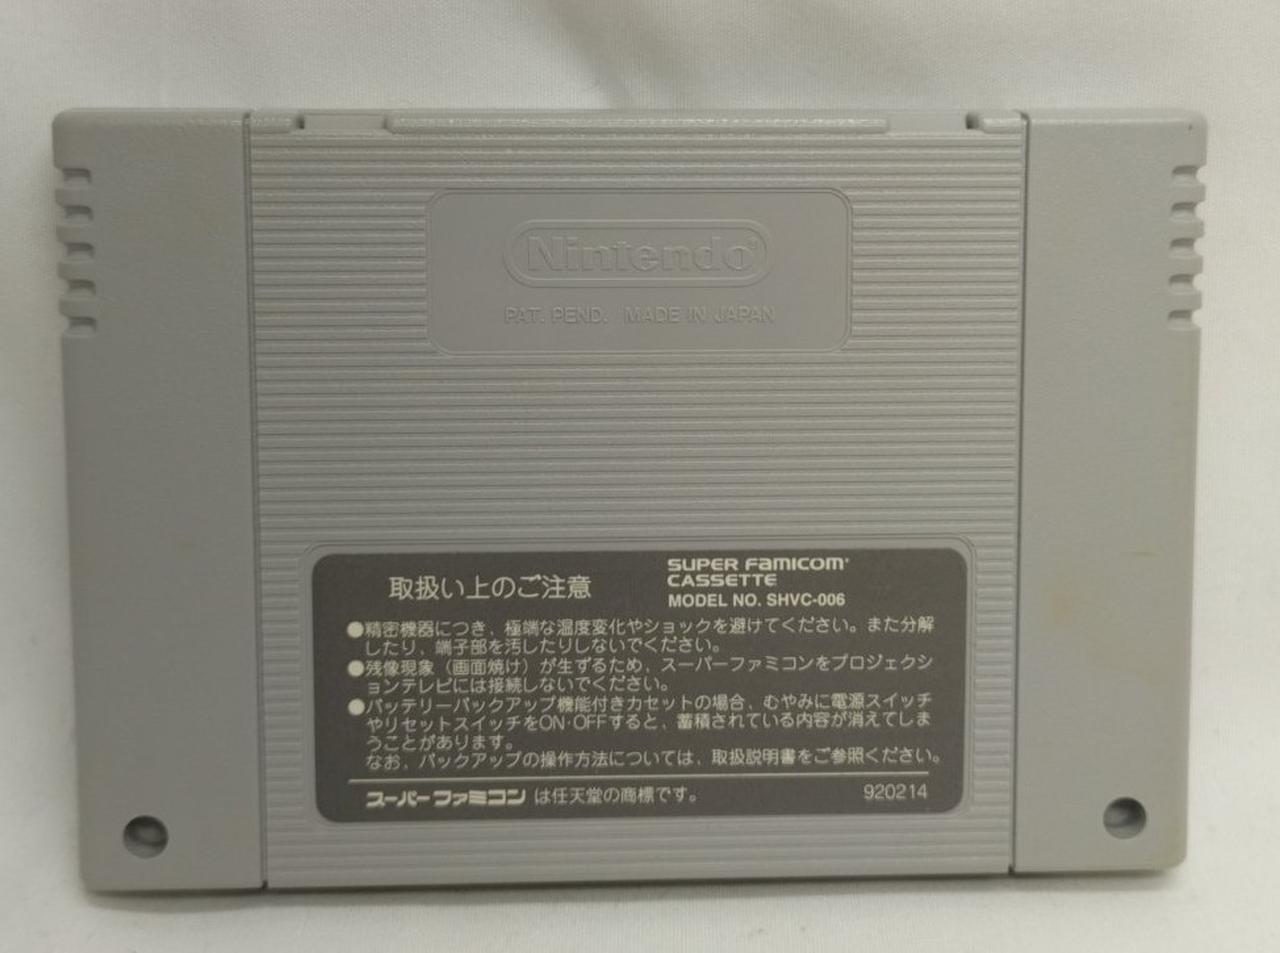 Nintendo
PAT. PEND. MADE IN JAPAN
取扱い上のご注意
SUPER FAMICOM
CASSETTE
MODEL NO. SHVC-006
●精密機器につき、極端な温度変化やショックを避けてください。また分解
したり、端子部を汚したりしないでください。
●残像現象（画面焼け）が生ずるため、スーパーファミコンをプロジェクシ
ョンテレビには接続しないでください。
●バッテリーバックアップ機能付きカセットの場合、むやみに電源スイッチ
やリセットスイッチをON・OFFすると、蓄積されている内容が消えてしま
うことがあります。
なお、バックアップの操作方法については、取扱説明書をご参照ください。
スーパーファミコン は任天堂の商標です。
920214